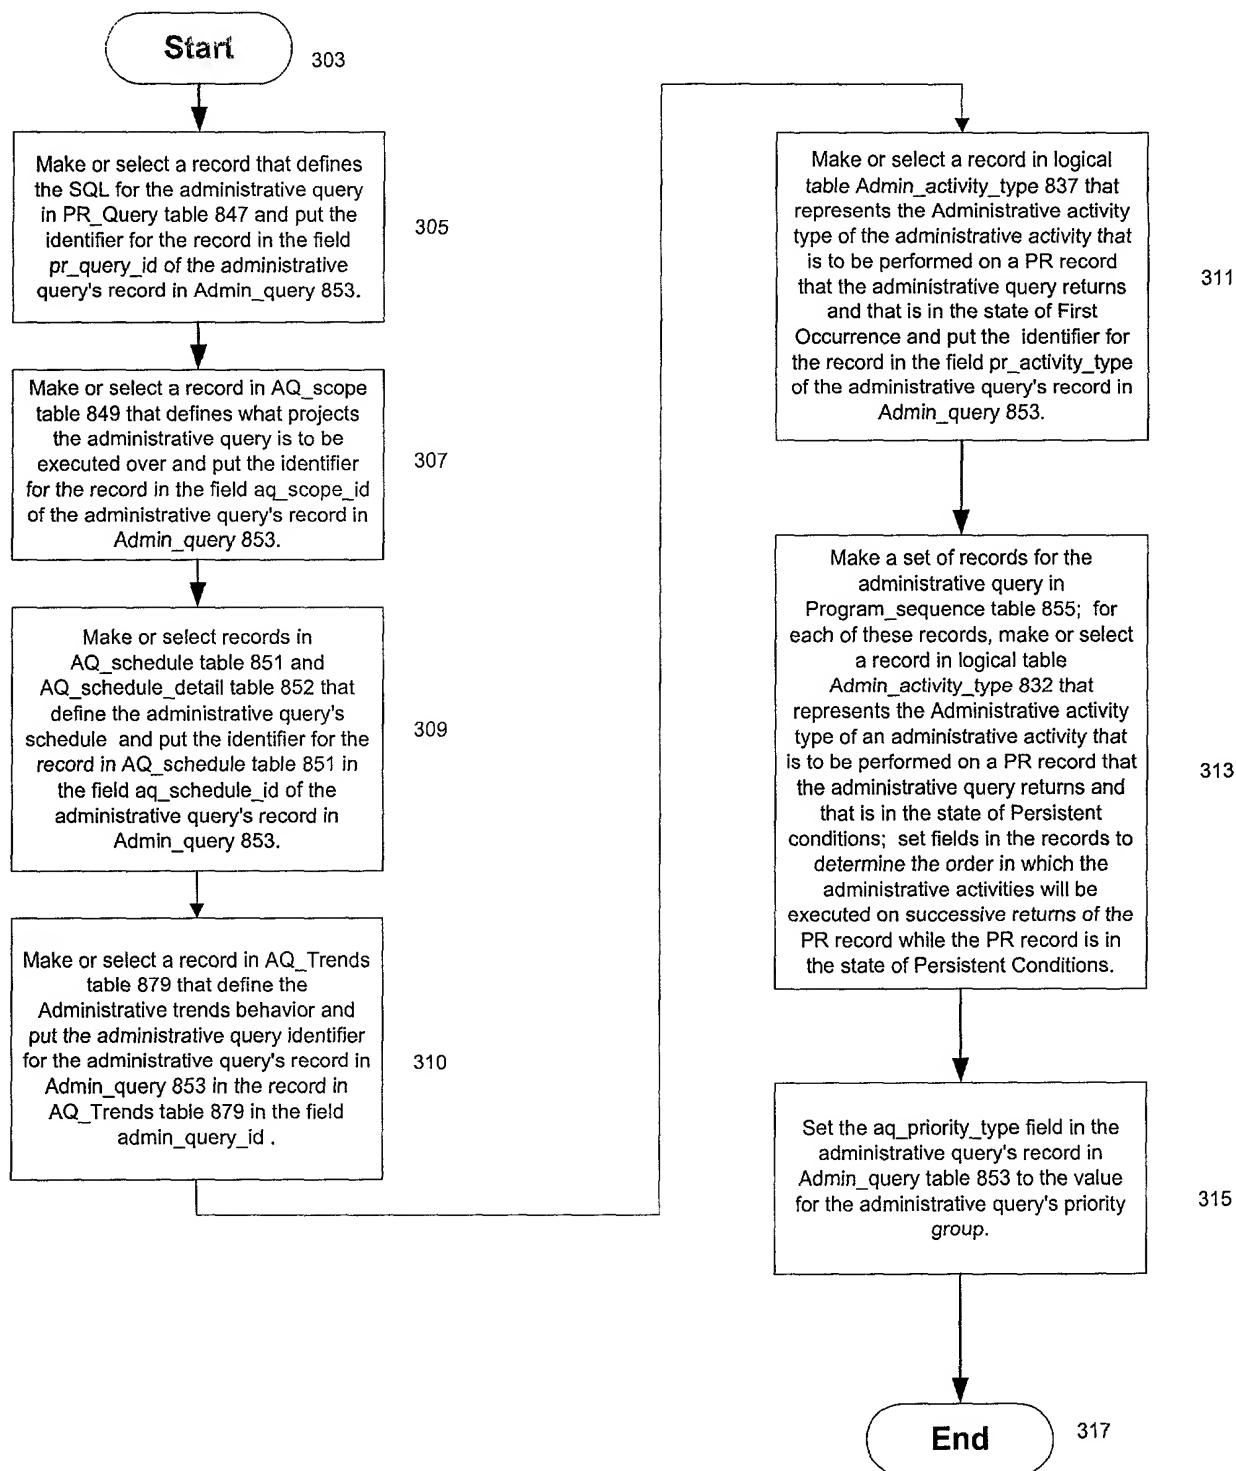 Start
303
Make or select a record that defines
the SQL for the administrative query
in PR_Query table 847 and put the
identifier for the record in the field
pr_query_id of the administrative
query's record in Admin_query 853.
305
Make or select a record in AQ_scope
table 849 that defines what projects
the administrative query is to be
executed over and put the identifier
for the record in the field aq_scope_id
of the administrative query's record in
Admin_query 853.
307
Make or select records in
AQ_schedule table 851 and
AQ_schedule_detail table 852 that
define the administrative query's
schedule and put the identifier for the
record in AQ_schedule table 851 in
the field aq_schedule_id of the
administrative query's record in
Admin_query 853.
309
Make or select a record in AQ_Trends
table 879 that define the
Administrative trends behavior and
put the administrative query identifier
for the administrative query's record in
Admin_query 853 in the record in
AQ_Trends table 879 in the field
admin_query_id .
310
Make or select a record in logical
table Admin_activity_type 837 that
represents the Administrative activity
type of the administrative activity that
is to be performed on a PR record
that the administrative query returns
and that is in the state of First
Occurrence and put the identifier for
the record in the field pr_activity_type
of the administrative query's record in
Admin_query 853.
311
Make a set of records for the
administrative query in
Program_sequence table 855; for
each of these records, make or select
a record in logical table
Admin_activity_type 832 that
represents the Administrative activity
type of an administrative activity that
is to be performed on a PR record that
the administrative query returns and
that is in the state of Persistent
conditions; set fields in the records to
determine the order in which the
administrative activities will be
executed on successive returns of the
PR record while the PR record is in
the state of Persistent Conditions.
313
Set the aq_priority_type field in the
administrative query's record in
Admin_query table 853 to the value
for the administrative query's priority
group.
315
End
317